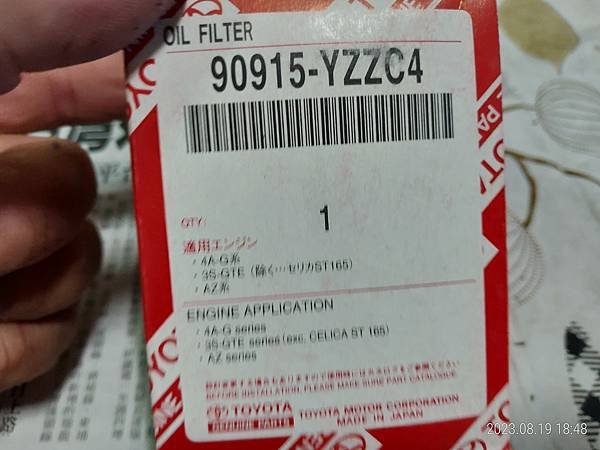 OIL FILTER
90915-YZZC4
QTY: 1
適用エンジン
・4A-G系
・3S-GTE（除く…セリカST165）
・AZ系
ENGINE APPLICATION
・4A-G series
・3S-GTE series (exc. CELICA ST 165)
・AZ series
BEFORE INSTALLATION, PLEASE MAKE SURE PART CATALOGUE.
TOYOTA TOYOTA MOTOR CORPORATION
GENUINE PARTS MADE IN JAPAN
2023.08.19 18:48